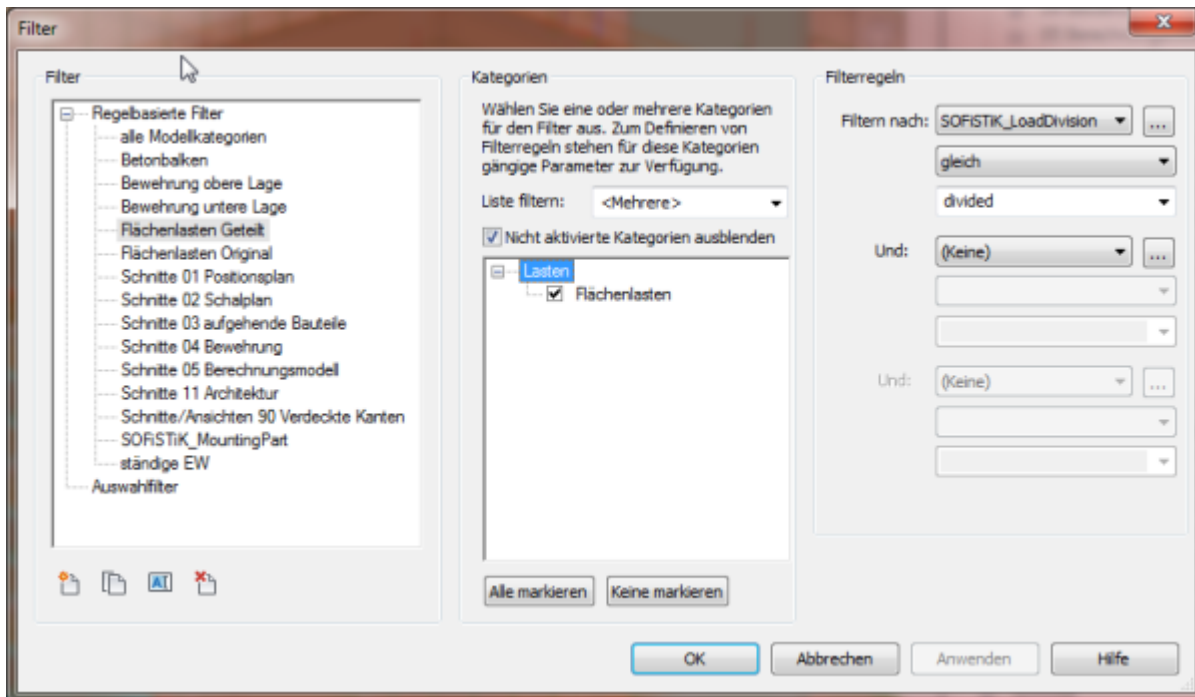 Filter
Filter
Regelbasierte Filter
alle Modellkategorien
Betonbalken
Bewehrung obere Lage
Bewehrung untere Lage
Flächenlasten Geteilt
Flächenlasten Original
Schnitte 01 Positionsplan
Schnitte 02 Schalplan
Schnitte 03 aufgehende Bauteile
Schnitte 04 Bewehrung
Schnitte 05 Berechnungsmodell
Schnitte 11 Architektur
Schnitte/Ansichten 90 Verdeckte Kanten
SOFiSTiK_MountingPart
ständige EW
Auswahlfilter
Kategorien
Wählen Sie eine oder mehrere Kategorien
für den Filter aus. Zum Definieren von
Filterregeln stehen für diese Kategorien
gängige Parameter zur Verfügung.
Liste filtern: <Mehrere>
Nicht aktivierte Kategorien ausblenden
Lasten
Flächenlasten
Alle markieren Keine markieren
Filterregeln
Filtern nach: SOFiSTiK_LoadDivision ...
gleich
divided
Und: (Keine) ...
Und: (Keine) ...
OK Abbrechen Anwenden Hilfe